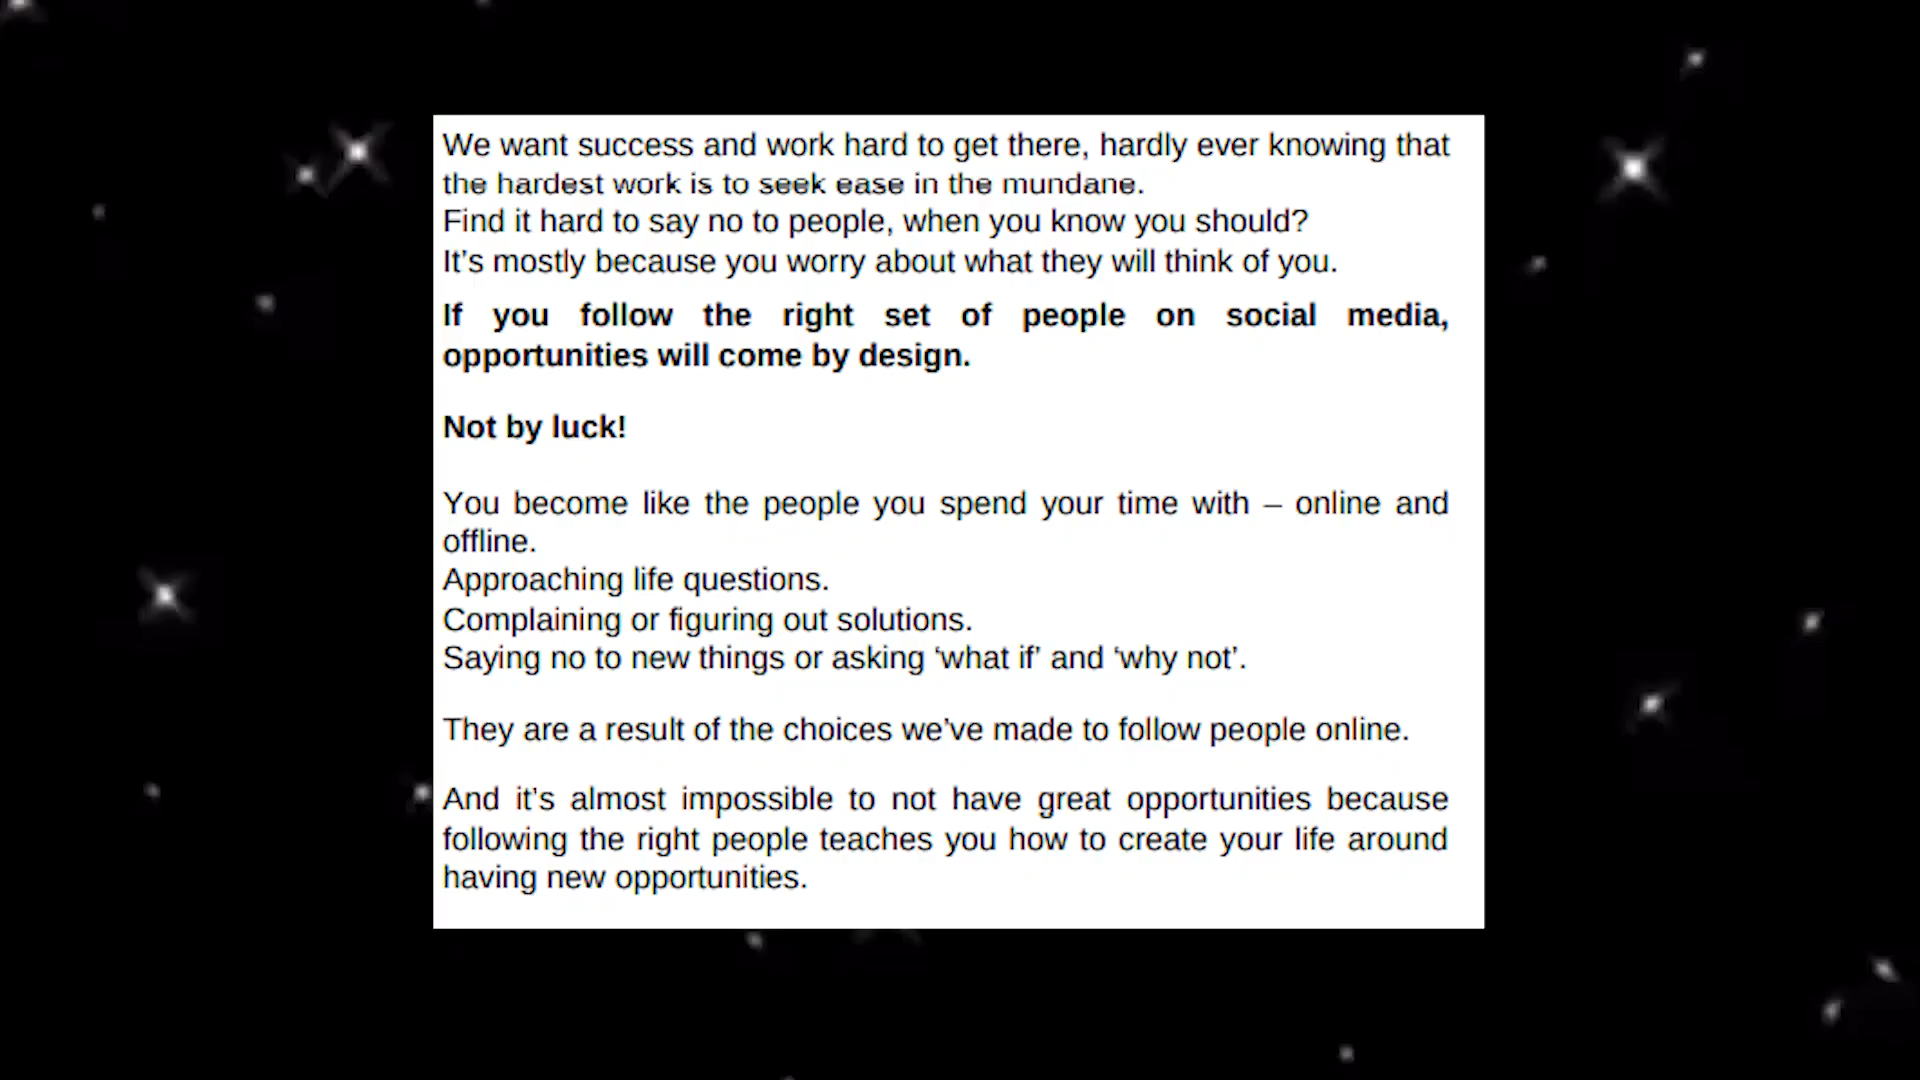 We want success and work hard to get there, hardly ever knowing that
the hardest work is to seek ease in the mundane.
Find it hard to say no to people, when you know you should?
It’s mostly because you worry about what they will think of you.
If you follow the right set of people on social media,
opportunities will come by design.
Not by luck!
You become like the people you spend your time with – online and
offline.
Approaching life questions.
Complaining or figuring out solutions.
Saying no to new things or asking ‘what if’ and ‘why not’.
They are a result of the choices we’ve made to follow people online.
And it’s almost impossible to not have great opportunities because
following the right people teaches you how to create your life around
having new opportunities.